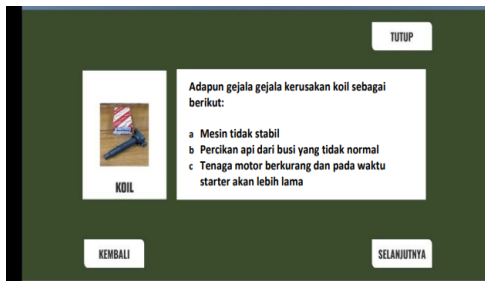 TUTUP
Adapun gejala gejala kerusakan koil sebagai
berikut:
a Mesin tidak stabil
b Percikan api dari busi yang tidak normal
c Tenaga motor berkurang dan pada waktu
starter akan lebih lama
KOIL
KEMBALI
SELANJUTNYA